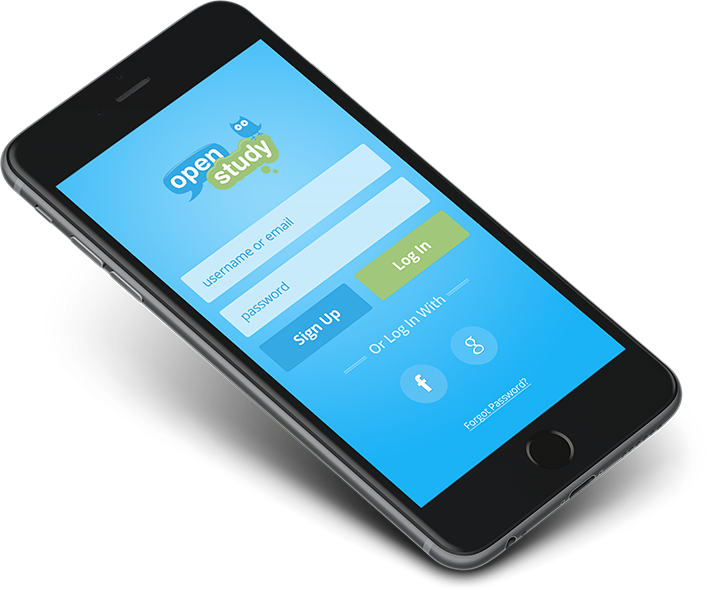 open
study
username or email
password
Sign Up
Log In
Or Log In With
f
g
Forgot Password?